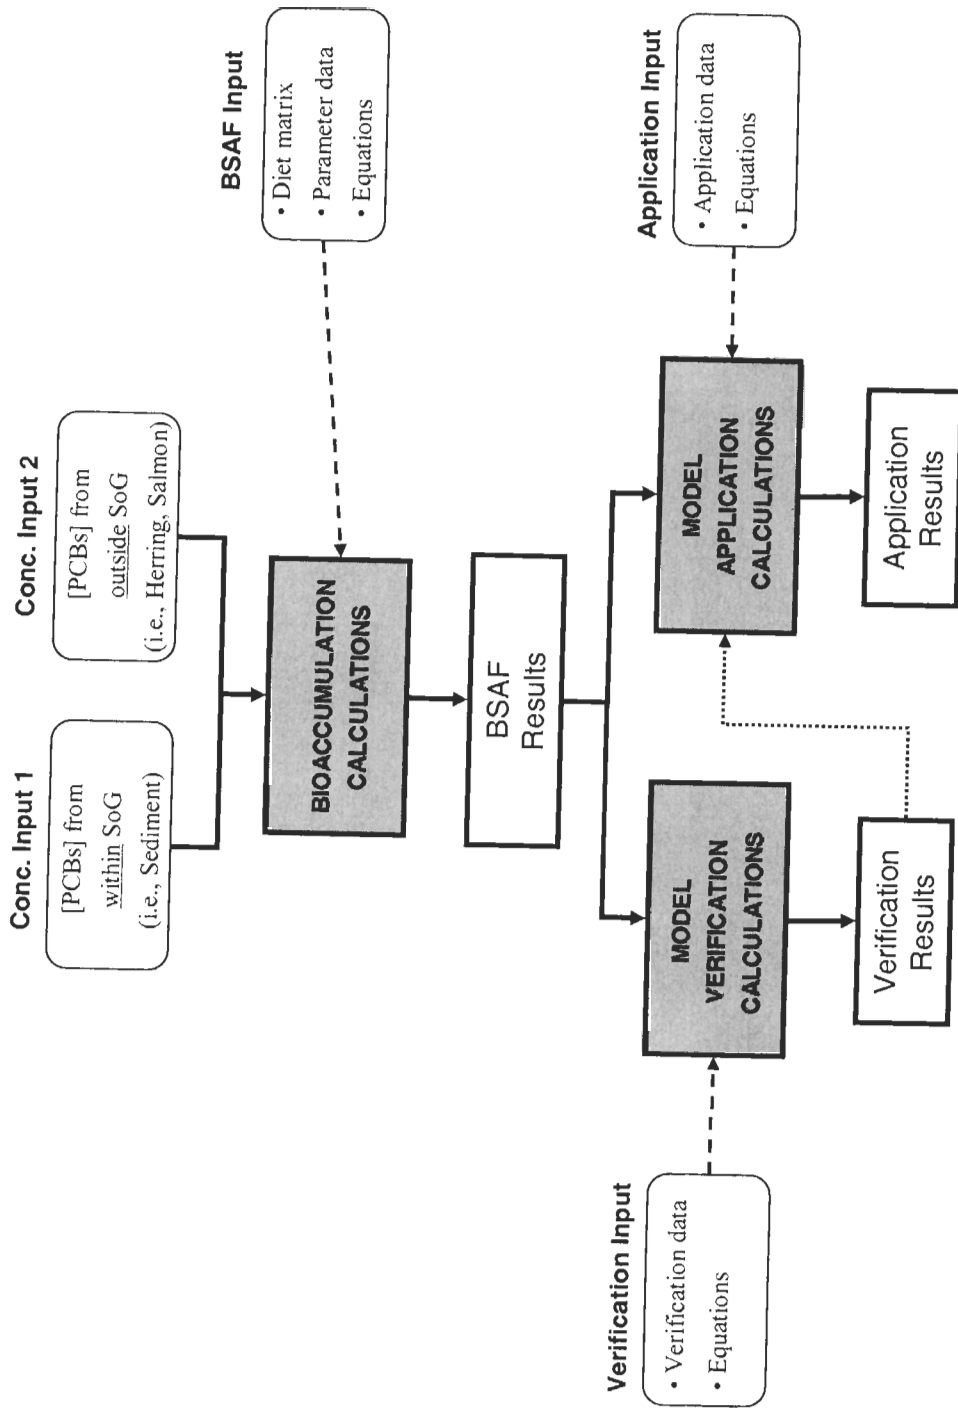 Conc. Input 1
[PCBs] from
within SoG
(i.e., Sediment)
Conc. Input 2
[PCBs] from
outside SoG
(i.e., Herring, Salmon)
BSAF Input
• Diet matrix
• Parameter data
• Equations
BIOACCUMULATION
CALCULATIONS
BSAF
Results
Verification Input
• Verification data
• Equations
MODEL
VERIFICATION
CALCULATIONS
MODEL
APPLICATION
CALCULATIONS
Application Input
• Application data
• Equations
Verification
Results
Application
Results